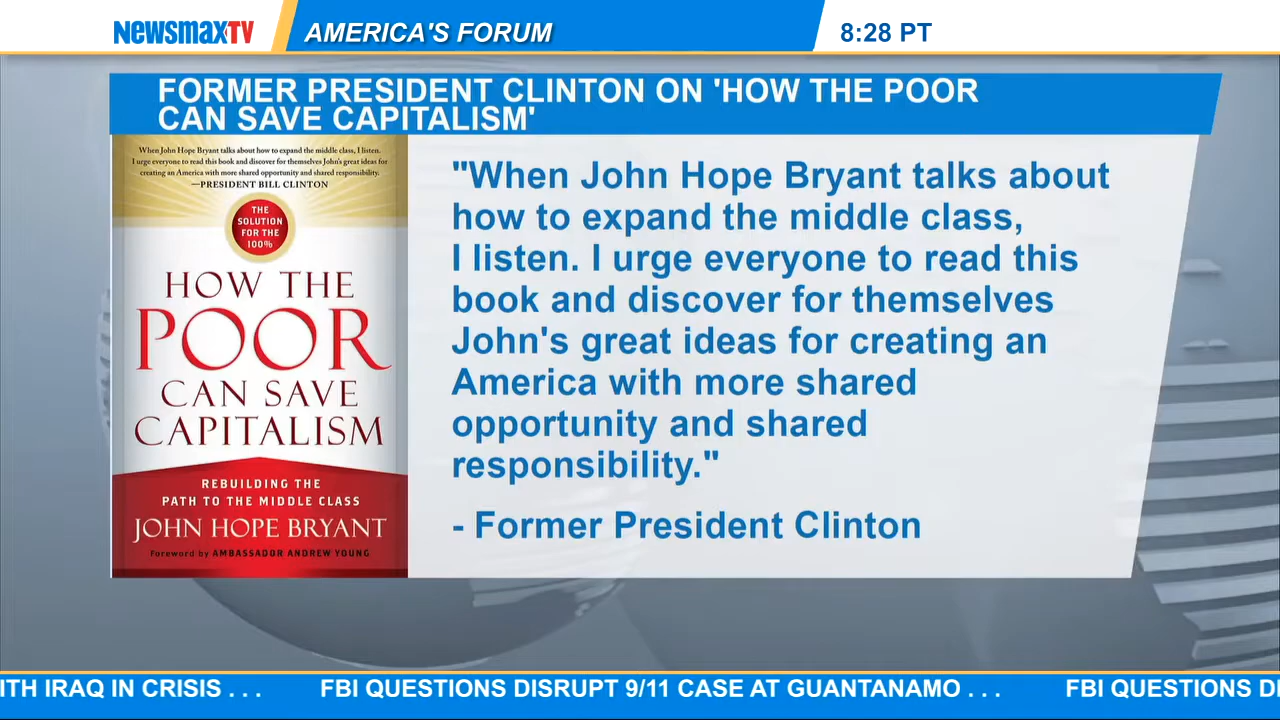 NEWSMAXTV
AMERICA'S FORUM
8:28 PT
FORMER PRESIDENT CLINTON ON 'HOW THE POOR
CAN SAVE CAPITALISM'
When John Hope Bryant talks about how to expand the middle class, I listen.
I urge everyone to read this book and discover for themselves John's great ideas for
creating an America with more shared opportunity and shared responsibility.
—PRESIDENT BILL CLINTON
THE
SOLUTION
FOR THE
100%
HOW THE
POOR
CAN SAVE
CAPITALISM
REBUILDING THE
PATH TO THE MIDDLE CLASS
JOHN HOPE BRYANT
Foreword by AMBASSADOR ANDREW YOUNG
"When John Hope Bryant talks about
how to expand the middle class,
I listen. I urge everyone to read this
book and discover for themselves
John's great ideas for creating an
America with more shared
opportunity and shared
responsibility."
- Former President Clinton
ITH IRAQ IN CRISIS . . . FBI QUESTIONS DISRUPT 9/11 CASE AT GUANTANAMO . . . FBI QUESTIONS DI